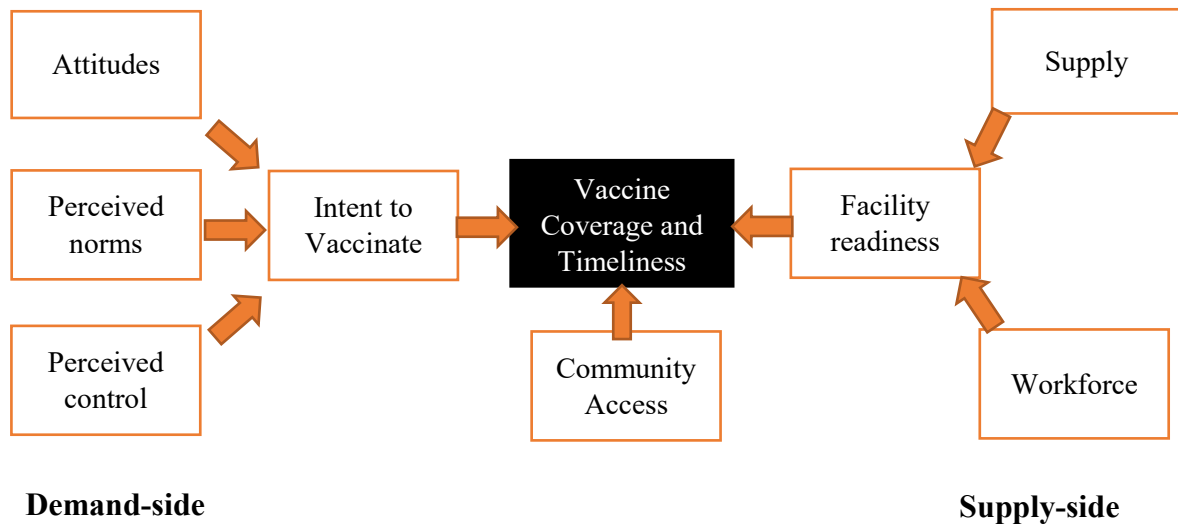 Attitudes
Supply
Perceived
norms
Intent to
Vaccinate
Vaccine
Coverage and
Timeliness
Facility
readiness
Perceived
control
Community
Access
Workforce
Demand-side
Supply-side